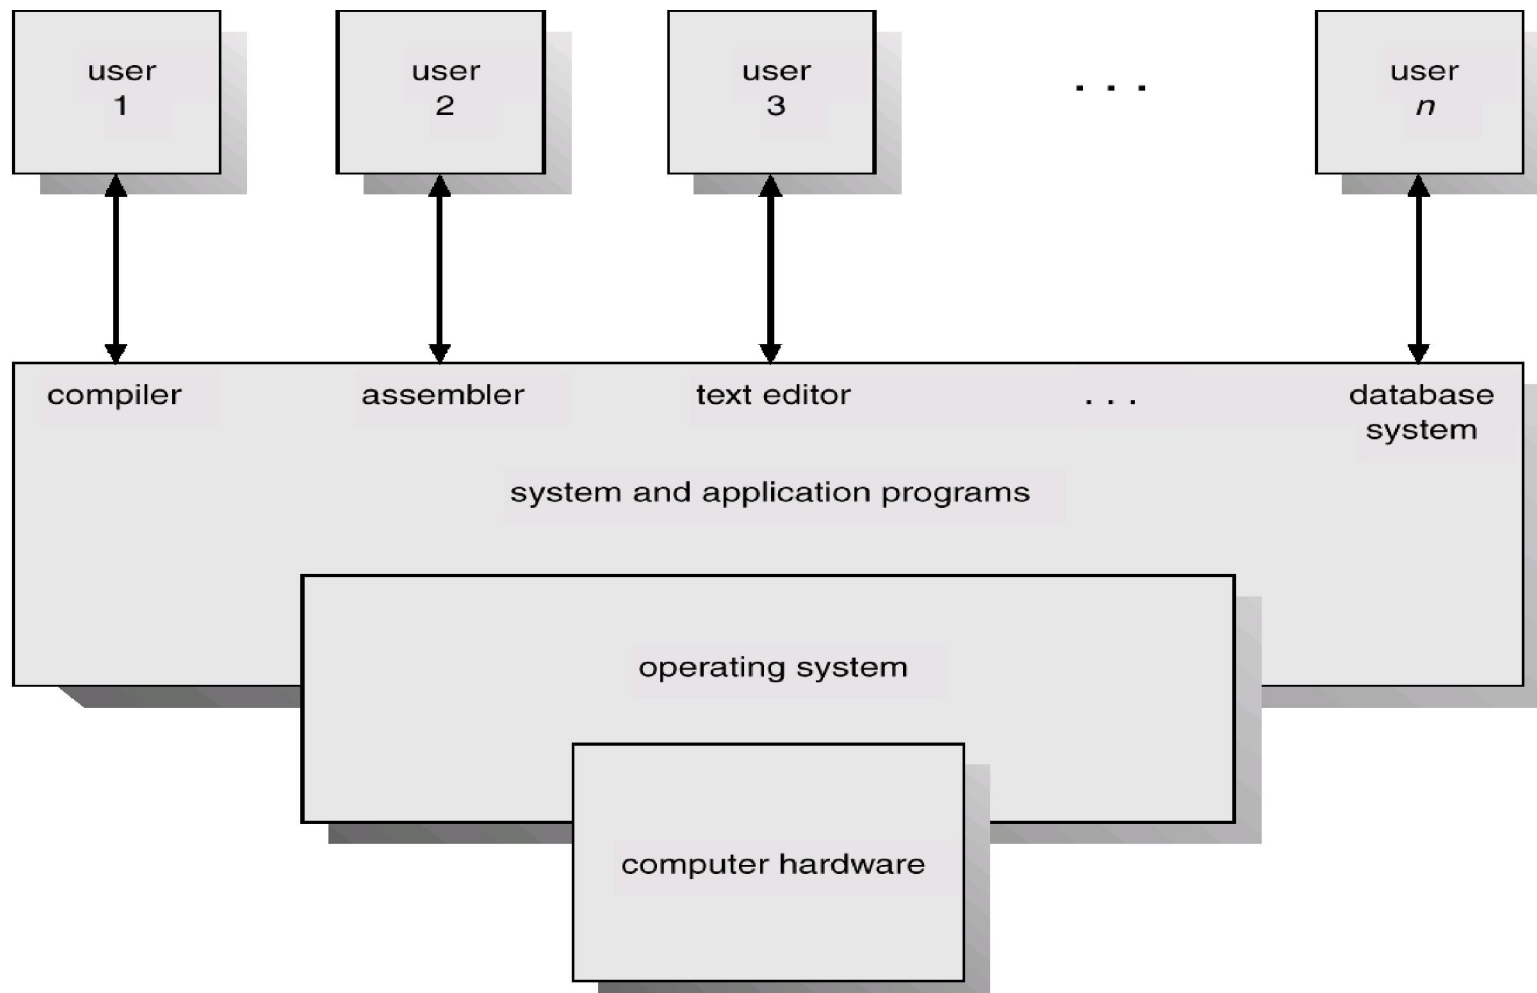 user
1
user
2
user
3
. . .
user
n
compiler
assembler
text editor
. . .
database
system
system and application programs
operating system
computer hardware